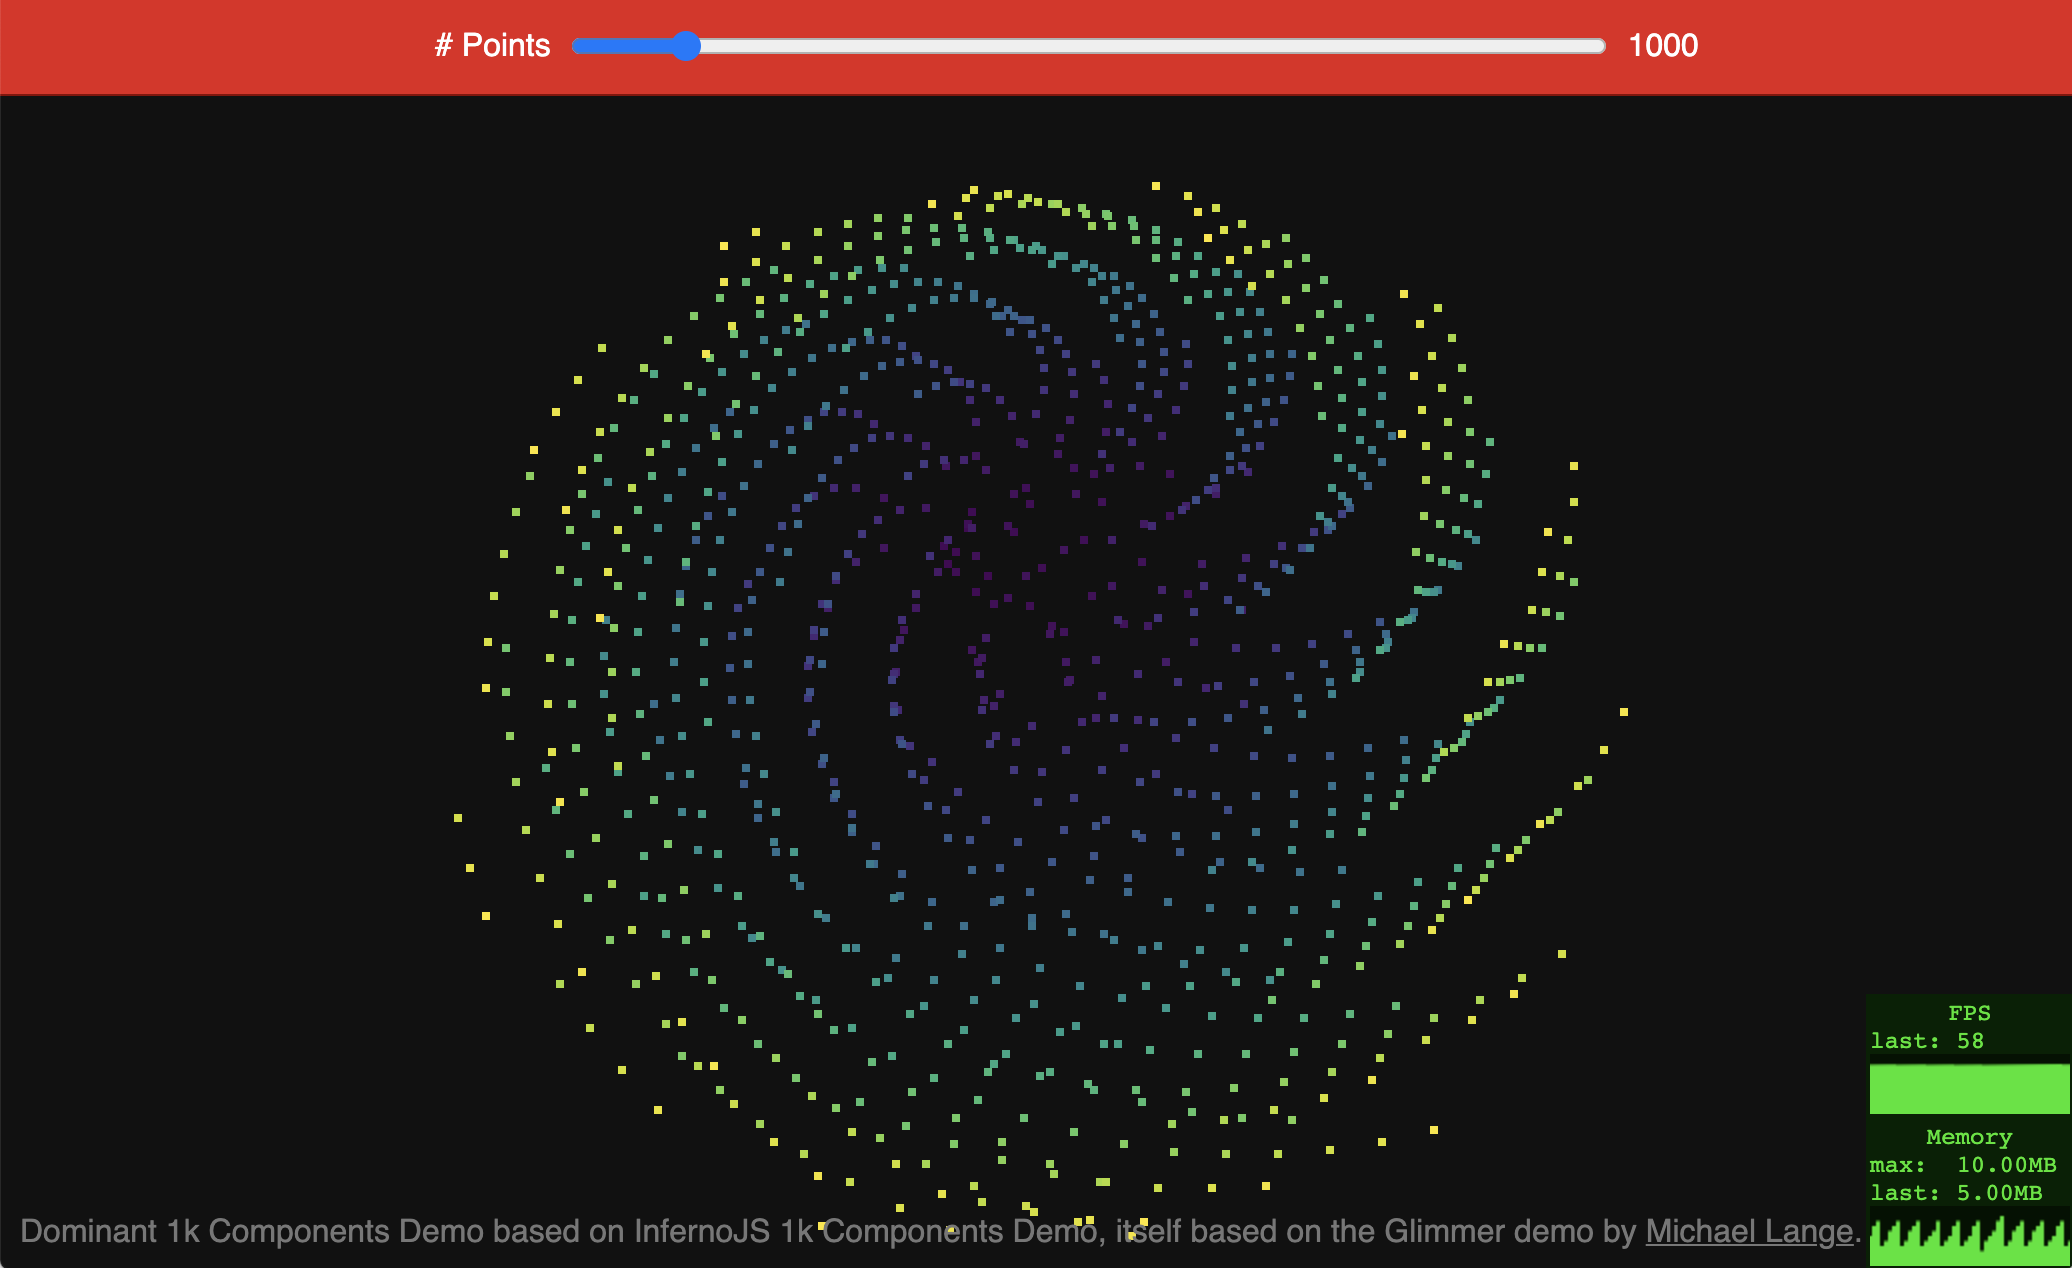 # Points 1000
FPS
last: 58
Memory
max: 10.00MB
last: 5.00MB
Dominant 1k Components Demo based on InfernoJS 1k Components Demo, itself based on the Glimmer demo by Michael Lange.